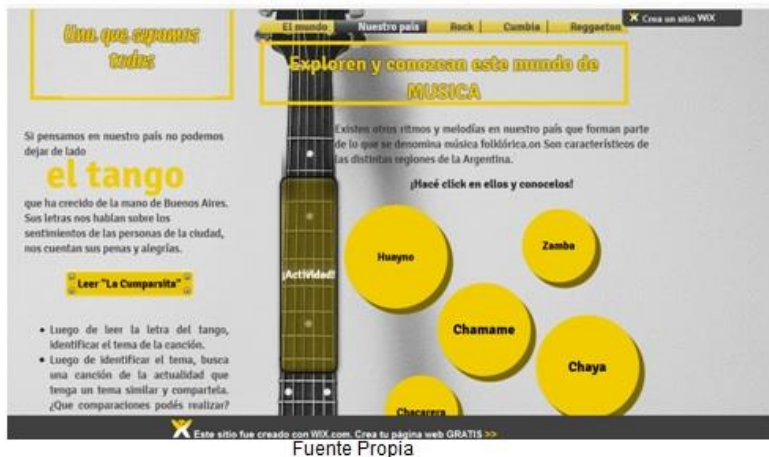 Una que sepamos
todos
El mundo
Nuestro país
Rock
Cumbia
Reggaeton
X Crea un sitio WiX
Exploren y conozcan este mundo de
MUSICA
Si pensamos en nuestro país no podemos
dejar de lado
el tango
que ha crecido de la mano de Buenos Aires.
Sus letras nos hablan sobre los
sentimientos de las personas de la ciudad,
nos cuentan sus penas y alegrías.
Leer "La Cumparsita"
• Luego de leer la letra del tango,
identificar el tema de la canción.
• Luego de identificar el tema, busca
una canción de la actualidad que
tenga un tema similar y compartela.
¿Que comparaciones podés realizar?
¡Actividad!
Existen otros ritmos y melodías en nuestro país que forman parte
de lo que se denomina música folklórica.on Son característicos de
las distintas regiones de la Argentina.
¡Hacé click en ellos y conocelos!
Huayno
Zamba
Chamame
Chaya
Chacarera
X Este sitio fue creado con WIX.com. Crea tu página web GRATIS >>
Fuente Propia